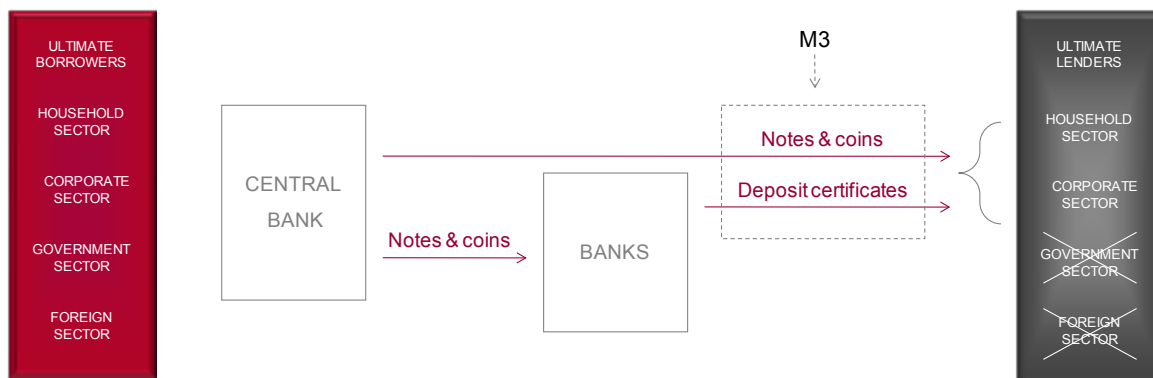 ULTIMATE
BORROWERS
HOUSEHOLD
SECTOR
CORPORATE
SECTOR
GOVERNMENT
SECTOR
FOREIGN
SECTOR
CENTRAL
BANK
Notes & coins
BANKS
M3
Notes & coins
Deposit certificates
ULTIMATE
LENDERS
HOUSEHOLD
SECTOR
CORPORATE
SECTOR
GOVERNMENT
SECTOR
FOREIGN
SECTOR